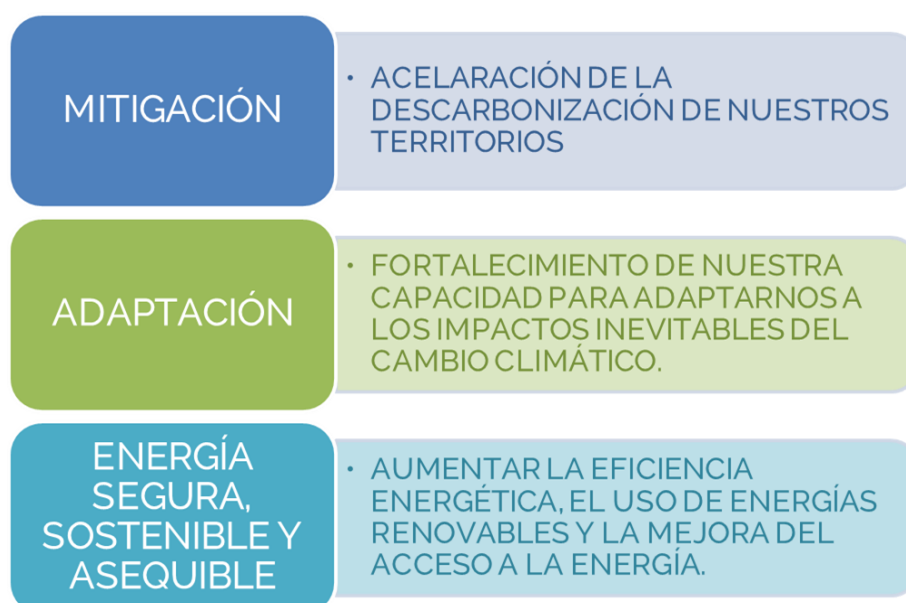 MITIGACIÓN
• ACELARACIÓN DE LA
DESCARBONIZACIÓN DE NUESTROS
TERRITORIOS
ADAPTACIÓN
• FORTALECIMIENTO DE NUESTRA
CAPACIDAD PARA ADAPTARNOS A
LOS IMPACTOS INEVITABLES DEL
CAMBIO CLIMÁTICO.
ENERGÍA
SEGURA,
SOSTENIBLE Y
ASEQUIBLE
• AUMENTAR LA EFICIENCIA
ENERGÉTICA, EL USO DE ENERGÍAS
RENOVABLES Y LA MEJORA DEL
ACCESO A LA ENERGÍA.